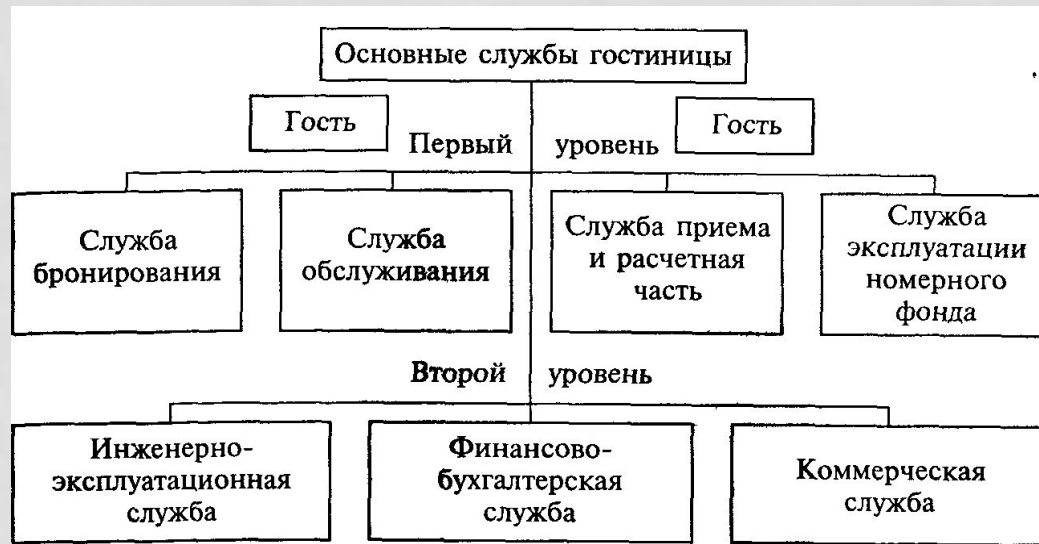 Основные службы гостиницы
Гость
Гость
Первый уровень
Служба
бронирования
Служба
обслуживания
Служба приема
и расчетная
часть
Служба
эксплуатации
номерного
фонда
Второй уровень
Инженерно-
эксплуатационная
служба
Финансово-
бухгалтерская
служба
Коммерческая
служба